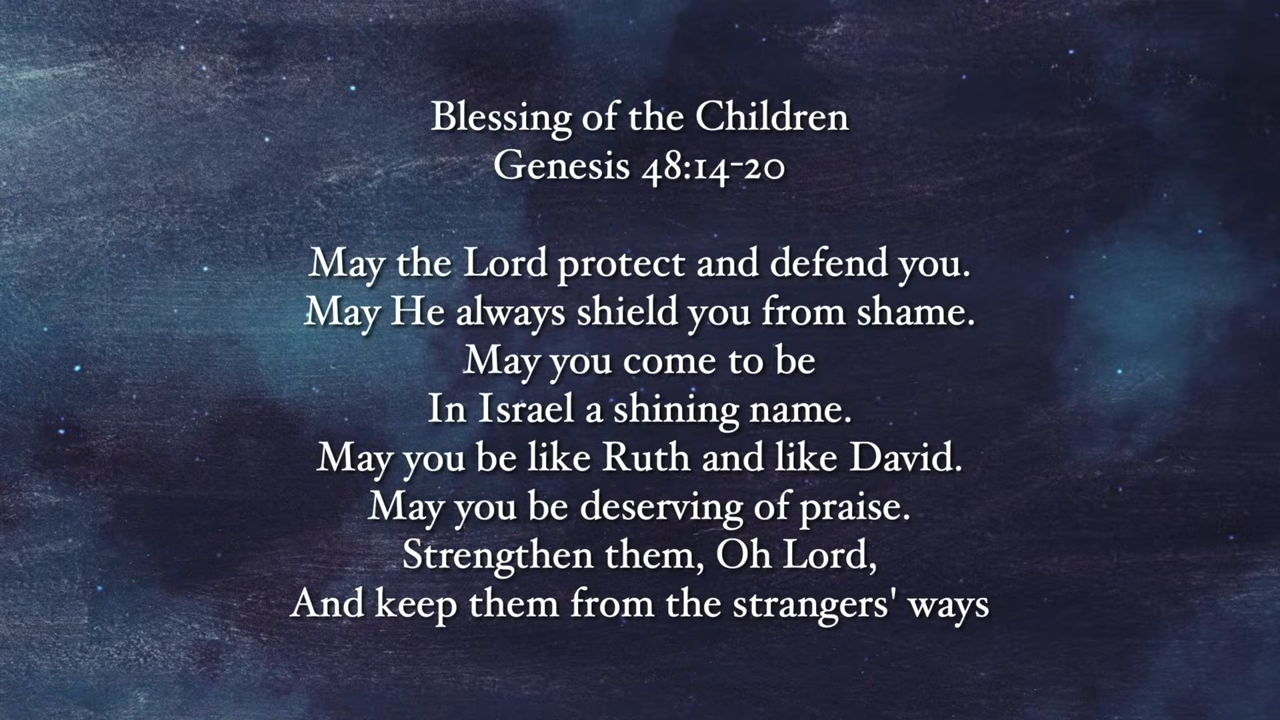 Blessing of the Children
Genesis 48:14-20
May the Lord protect and defend you.
May He always shield you from shame.
May you come to be
In Israel a shining name.
May you be like Ruth and like David.
May you be deserving of praise.
Strengthen them, Oh Lord,
And keep them from the strangers' ways